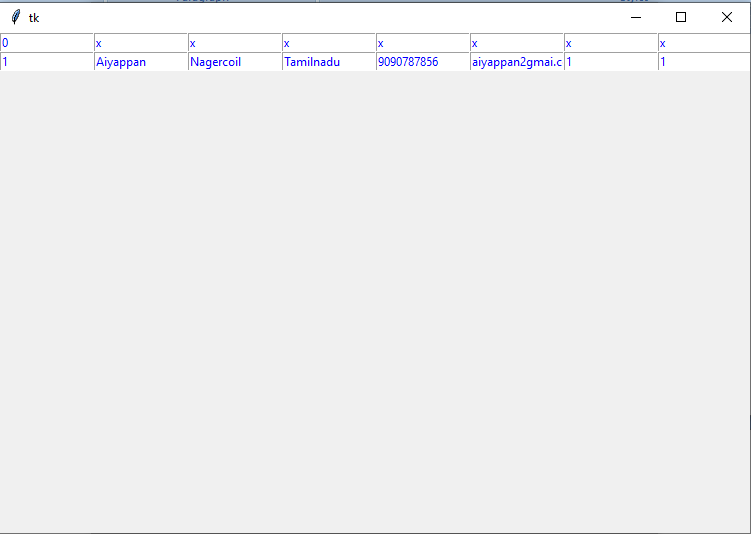 tk
0 x x x x x x x
1 Aiyappan Nagercoil Tamilnadu 9090787856 aiyappan2gmai.c 1 1